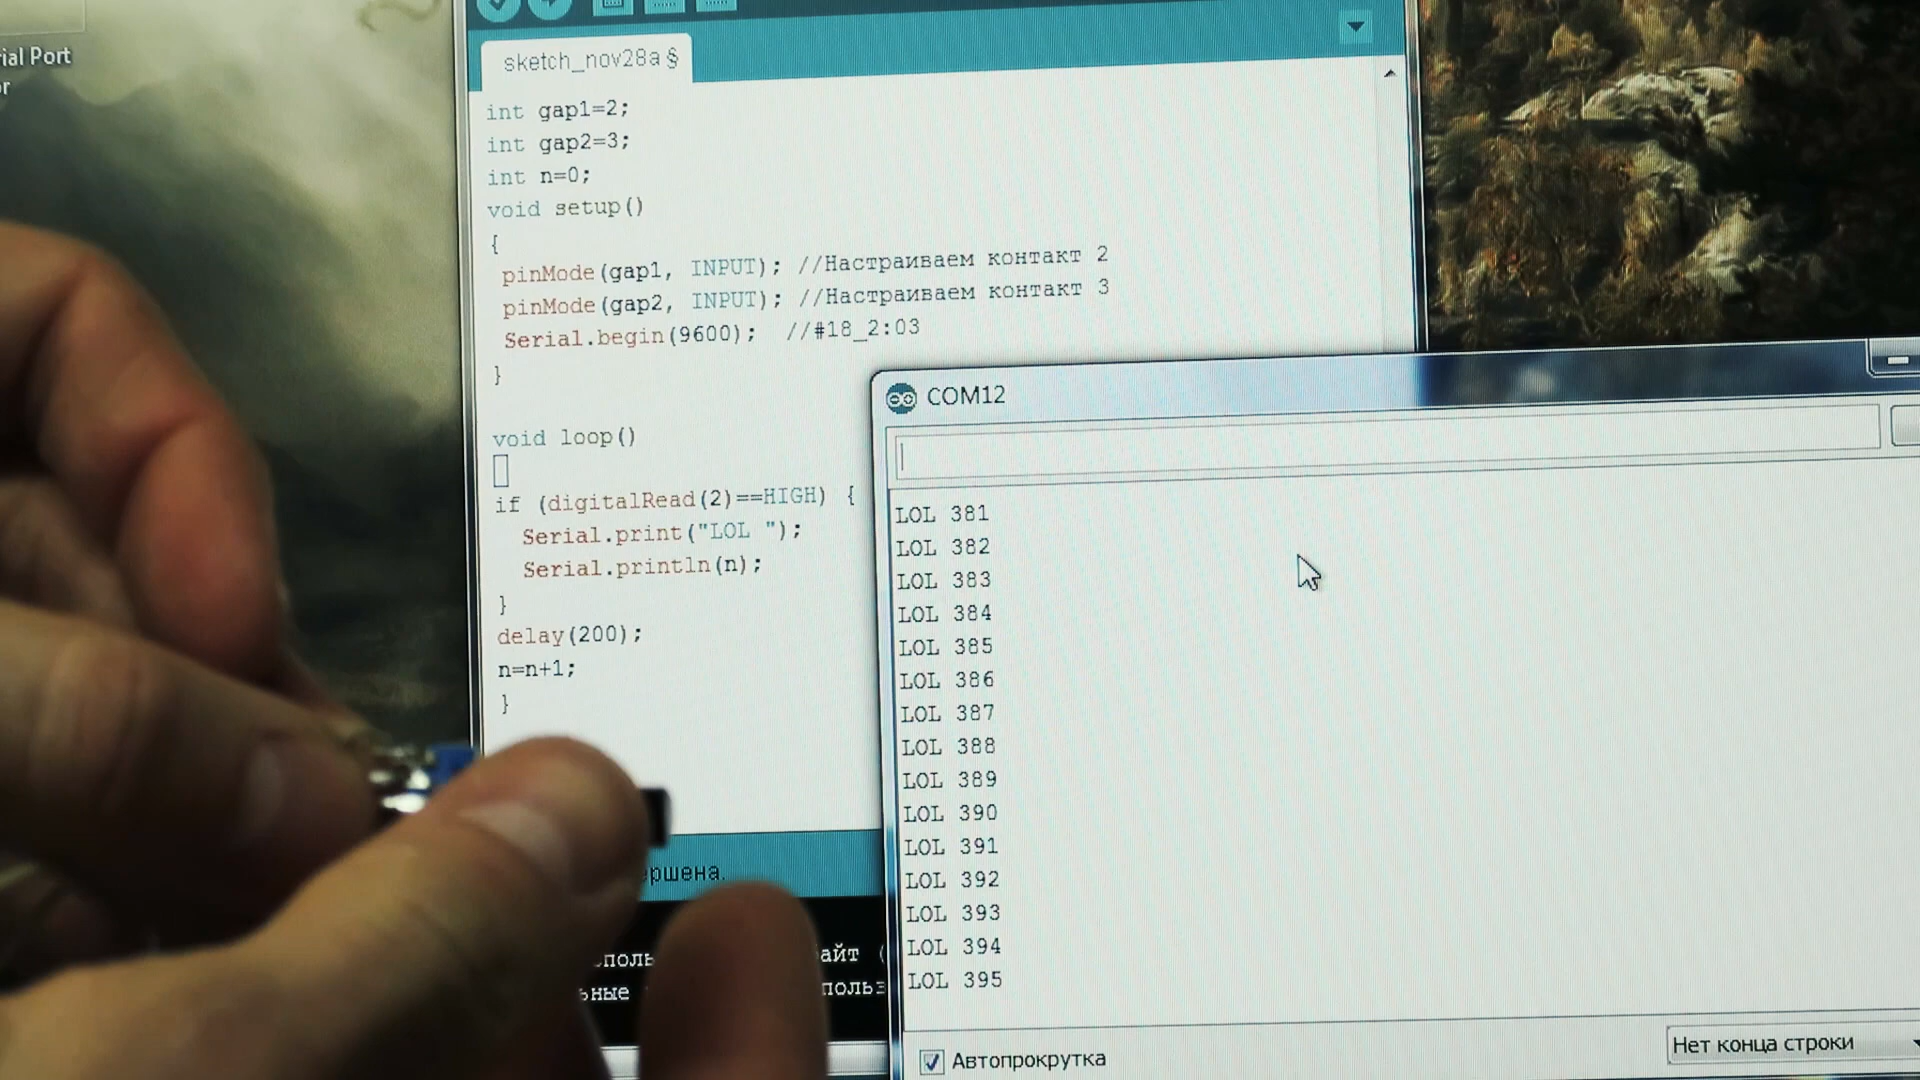 Port
sketch_nov28a §
int gap1=2;
int gap2=3;
int n=0;
void setup()
{
pinMode(gap1, INPUT); //Настраиваем контакт 2
pinMode(gap2, INPUT); //Настраиваем контакт 3
Serial.begin(9600); //#18_2:03
}
void loop()
if (digitalRead(2)==HIGH) {
Serial.print("LOL ");
Serial.println(n);
}
delay(200);
n=n+1;
}
COM12
LOL 381
LOL 382
LOL 383
LOL 384
LOL 385
LOL 386
LOL 387
LOL 388
LOL 389
LOL 390
LOL 391
LOL 392
LOL 393
LOL 394
LOL 395
Автопрокрутка
Нет конца строки